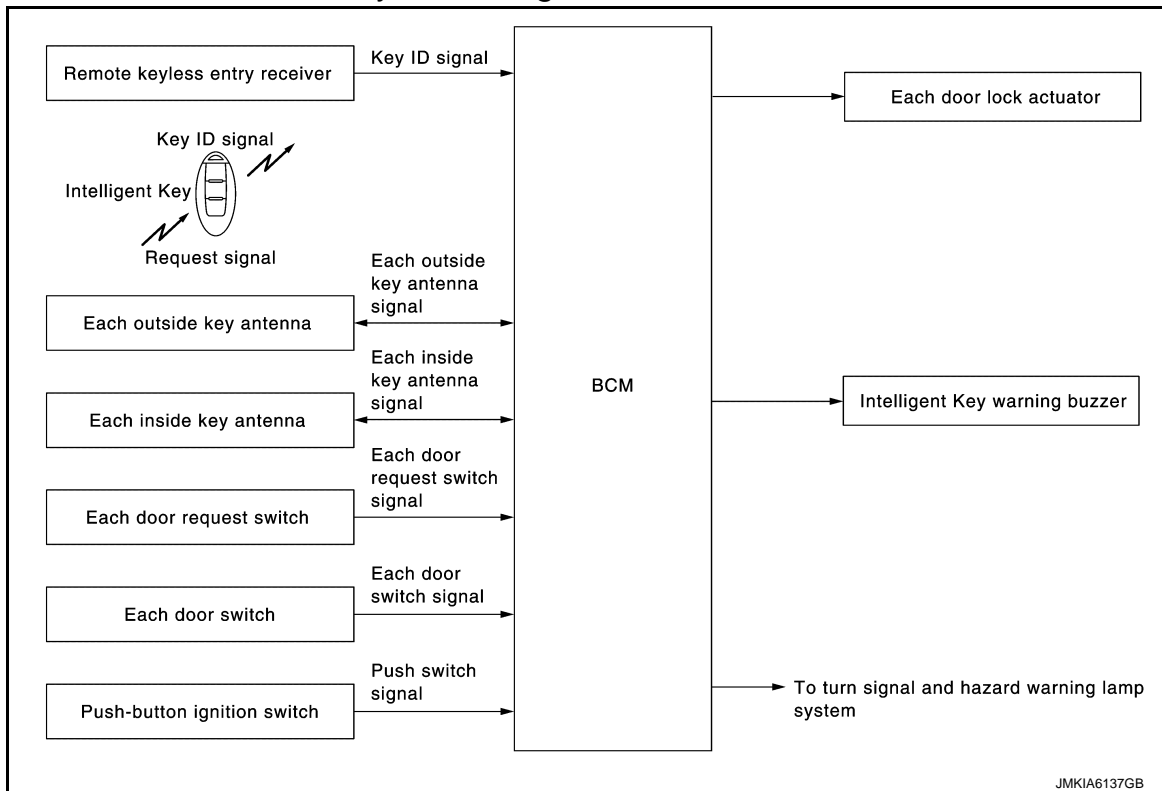 Remote keyless entry receiver
Key ID signal
Each door lock actuator
Key ID signal
Intelligent Key
Request signal
Each outside
key antenna
signal
Each outside key antenna
Each inside
key antenna
signal
Each inside key antenna
BCM
Intelligent Key warning buzzer
Each door
request switch
signal
Each door request switch
Each door
switch signal
Each door switch
Push switch
signal
Push-button ignition switch
To turn signal and hazard warning lamp
system
JMKIA6137GB